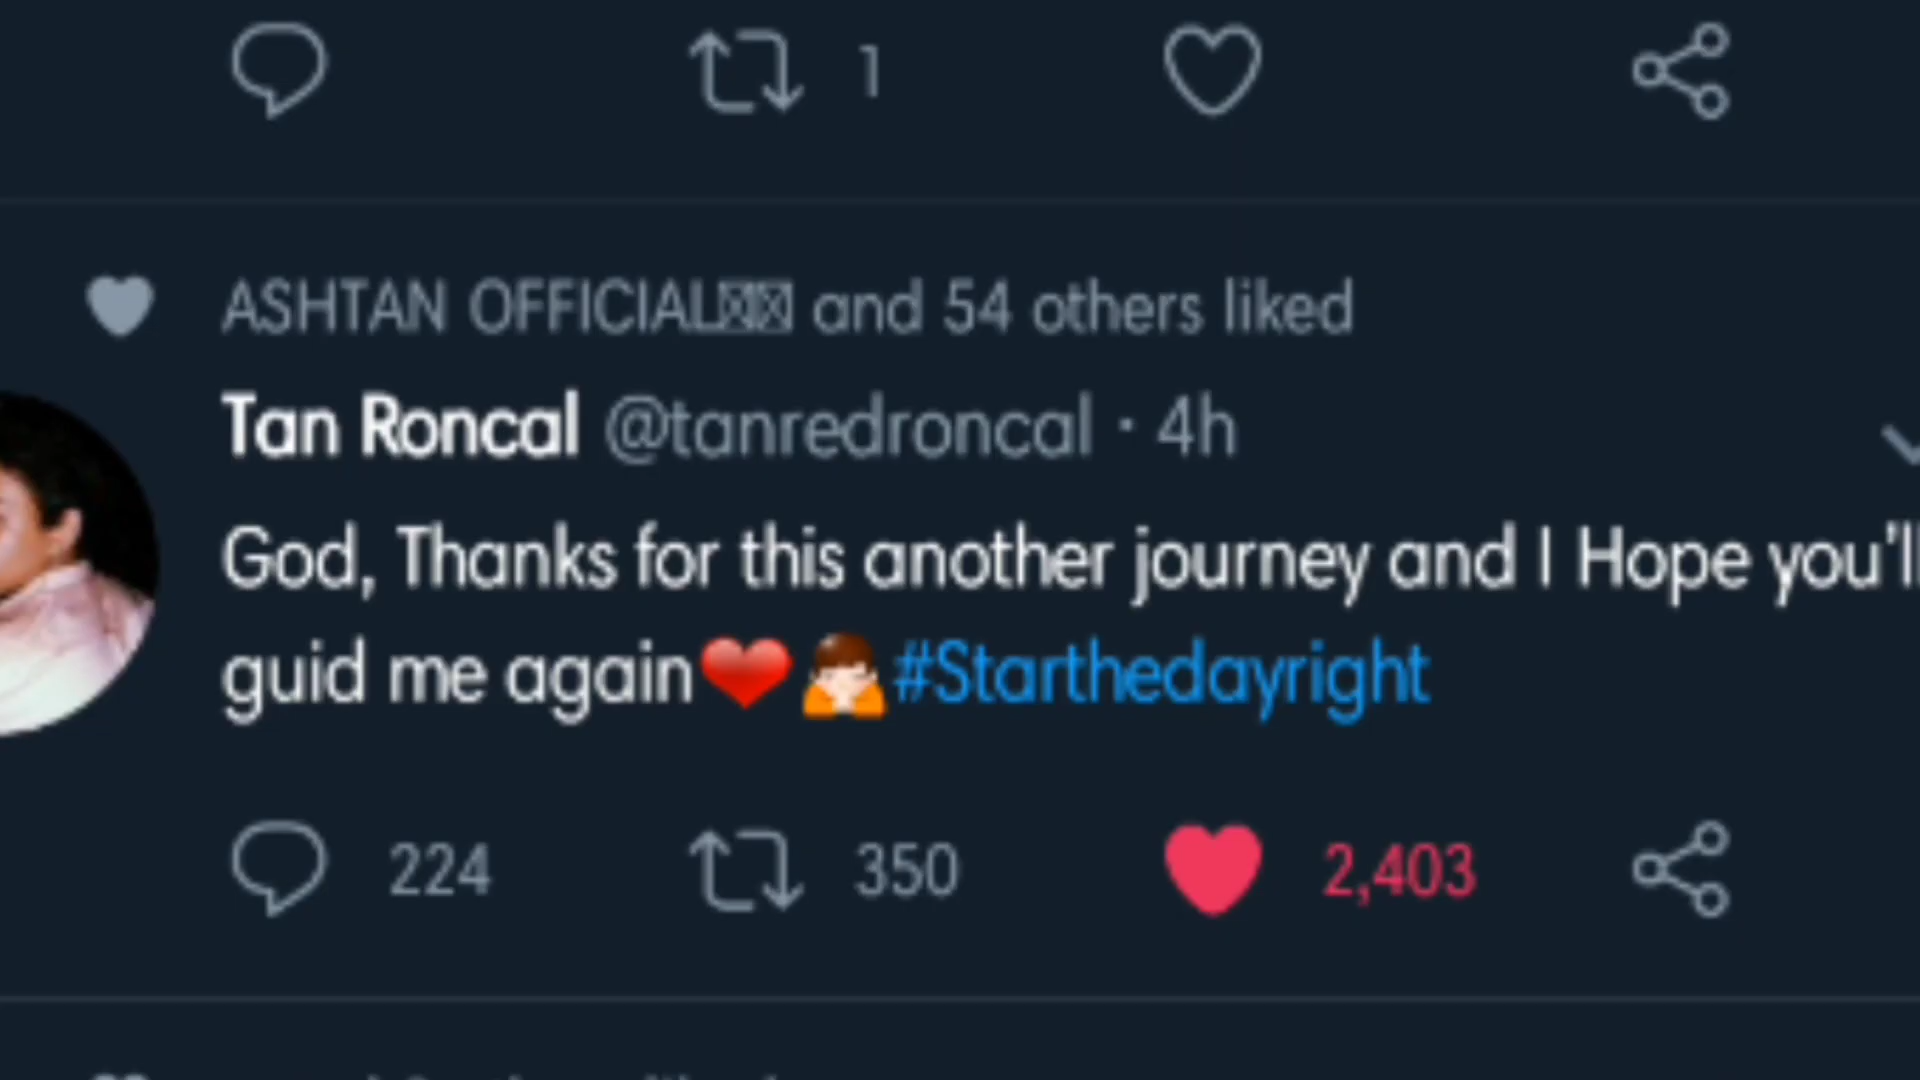 1
ASHTAN OFFICIAL and 54 others liked
Tan Roncal @tanredroncal · 4h
God, Thanks for this another journey and I Hope you'll
guid me again❤️🙇#Starthedayright
224 350 2,403